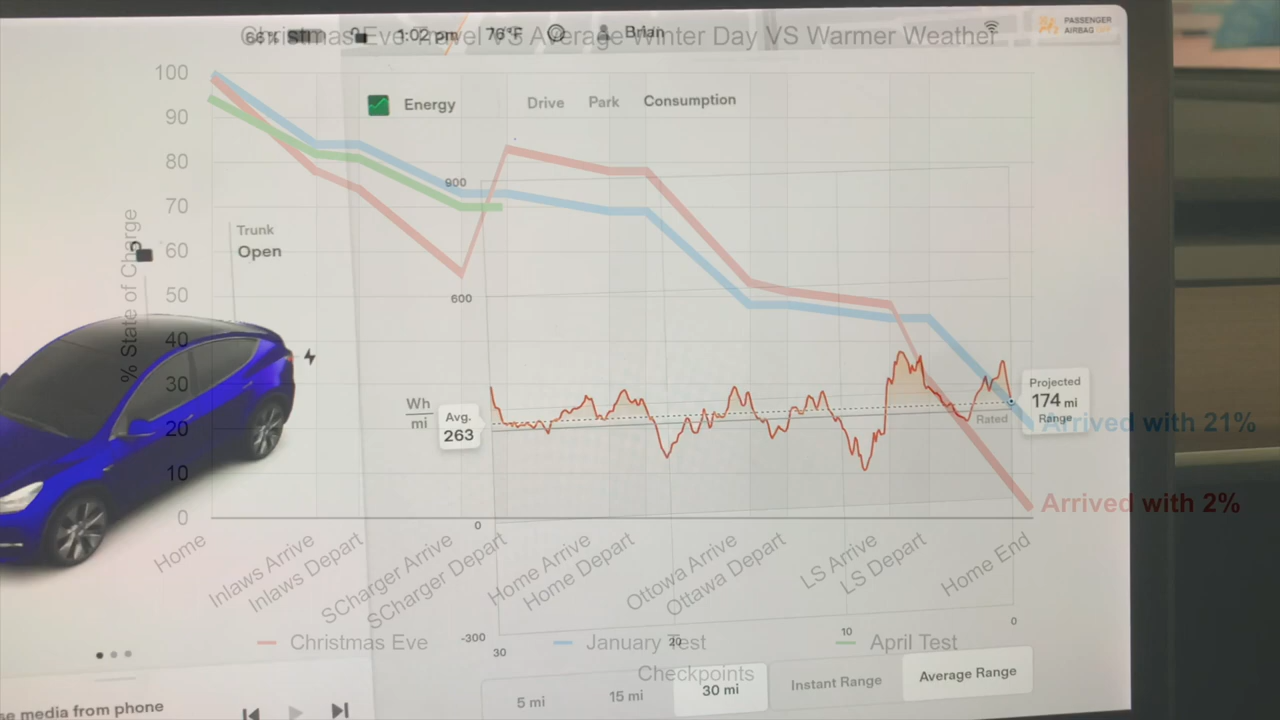 Christmas Eve Travel VS Average Winter Day VS Warmer Weather
66%
1:02 pm
76°F
Brian
PASSENGER
AIRBAG OFF
Energy
Drive
Park
Consumption
% State of Charge
100
90
80
70
60
50
40
30
20
10
0
Trunk
Open
900
600
0
-300
Wh
mi
Avg.
263
Projected
174 mi
Range
Rated
Arrived with 21%
Arrived with 2%
Home
Inlaws Arrive
Inlaws Depart
SCharger Arrive
SCharger Depart
Home Arrive
Home Depart
Ottowa Arrive
Ottawa Depart
LS Arrive
LS Depart
Home End
30
20
10
0
Christmas Eve
January Test
April Test
Checkpoints
5 mi
15 mi
30 mi
Instant Range
Average Range
se media from phone